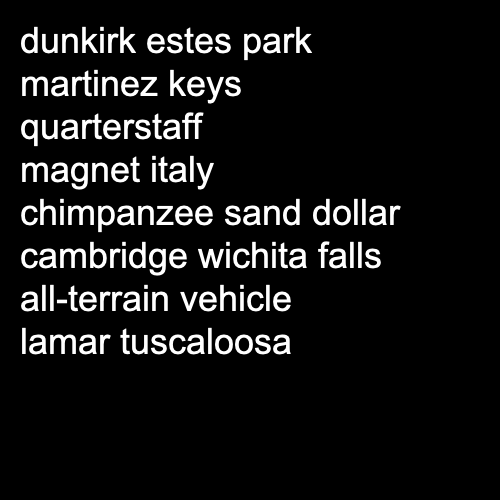 dunkirk estes park
martinez keys
quarterstaff
magnet italy
chimpanzee sand dollar
cambridge wichita falls
all-terrain vehicle
lamar tuscaloosa